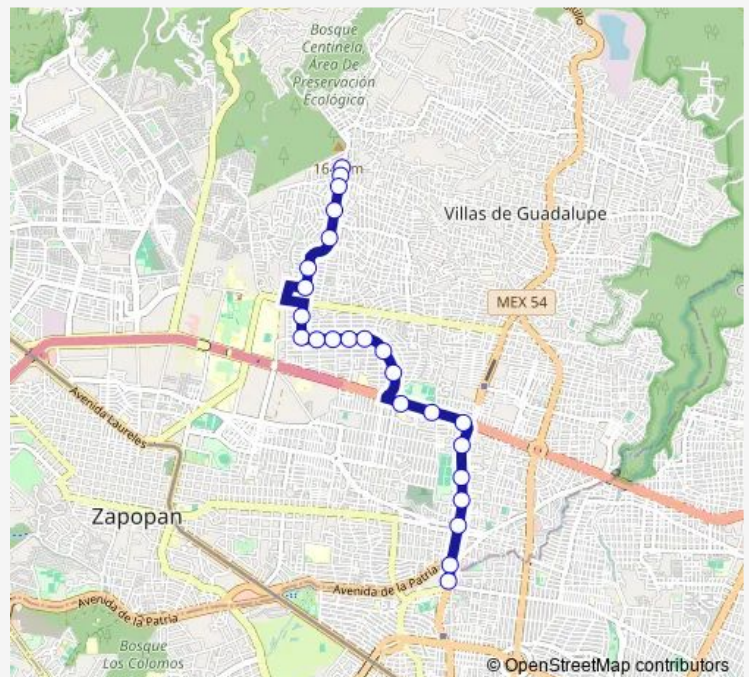 Bosque
Centinela,
Área De
Preservación
Ecológica
Villas de Guadalupe
MEX 54
Avenida Laureles
Zapopan
Avenida de la Patria
Avenida de la Patria
Bosque
Los Colomos
© OpenStreetMap contributors